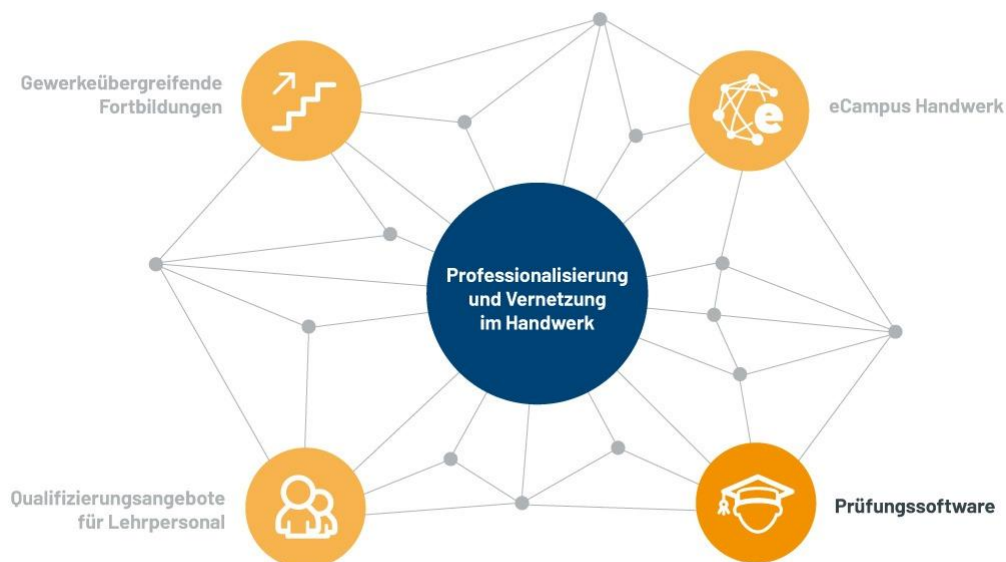 Gewerkeübergreifende
Fortbildungen
eCampus Handwerk
e
Professionalisierung
und Vernetzung
im Handwerk
Qualifizierungsangebote
für Lehrpersonal
Prüfungssoftware